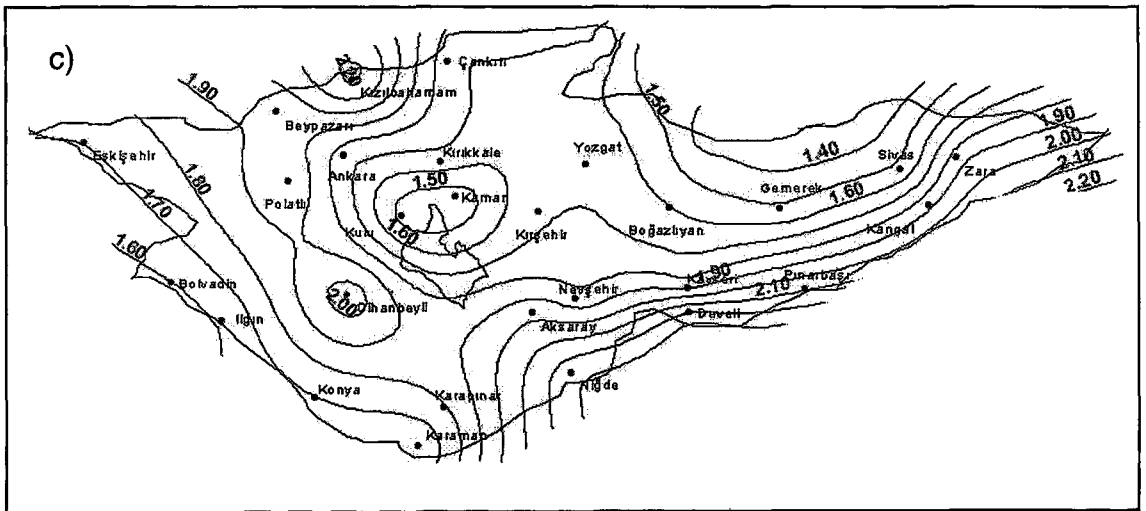 c)
Çankırı
1.90
Kızılcahamam
1.50
Beypazarı
1.90
2.00
Eskişehir
Kırıkkale
Yozgat
1.40
Sivas
2.10
Zara
1.80
Ankara
1.50
2.20
Polatlı
Kaman
Gemerek
1.60
1.70
Kulu
1.60
Kırşehir
Boğazlıyan
Kangal
1.60
Bolvadin
1.90
Pınarbaşı
2.00
Cihanbeyli
Nevşehir
Kayseri
2.10
Ilgın
Aksaray
Develi
Konya
Karapınar
Niğde
Karaman